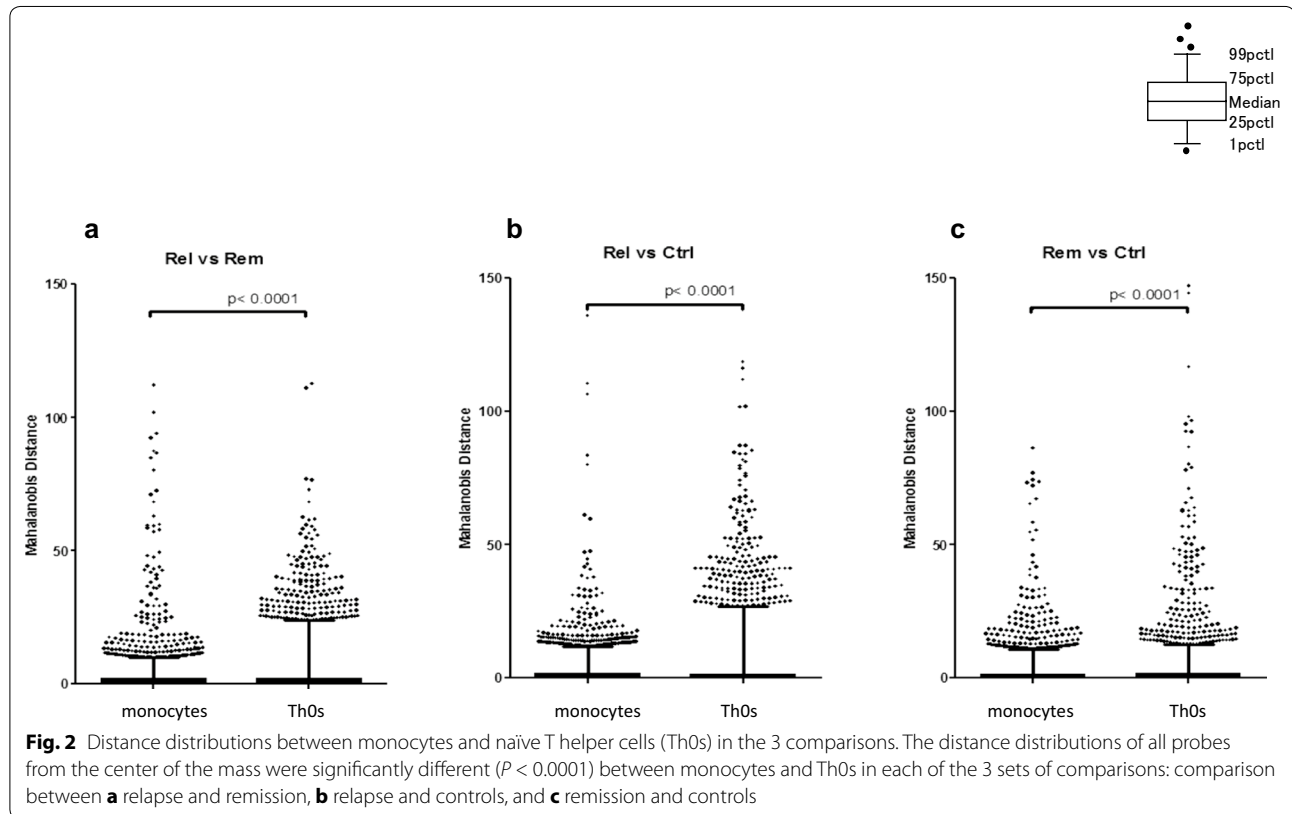 99pctl
75pctl
Median
25pctl
1pctl
a
Rel vs Rem
p< 0.0001
150
100
50
0
Mahalanobis Distance
monocytes
Th0s
b
Rel vs Ctrl
p< 0.0001
150
100
50
0
Mahalanobis Distance
monocytes
Th0s
c
Rem vs Ctrl
p< 0.0001
150
100
50
0
Mahalanobis Distance
monocytes
Th0s
Fig. 2 Distance distributions between monocytes and naïve T helper cells (Th0s) in the 3 comparisons. The distance distributions of all probes
from the center of the mass were significantly different (P < 0.0001) between monocytes and Th0s in each of the 3 sets of comparisons: comparison
between a relapse and remission, b relapse and controls, and c remission and controls